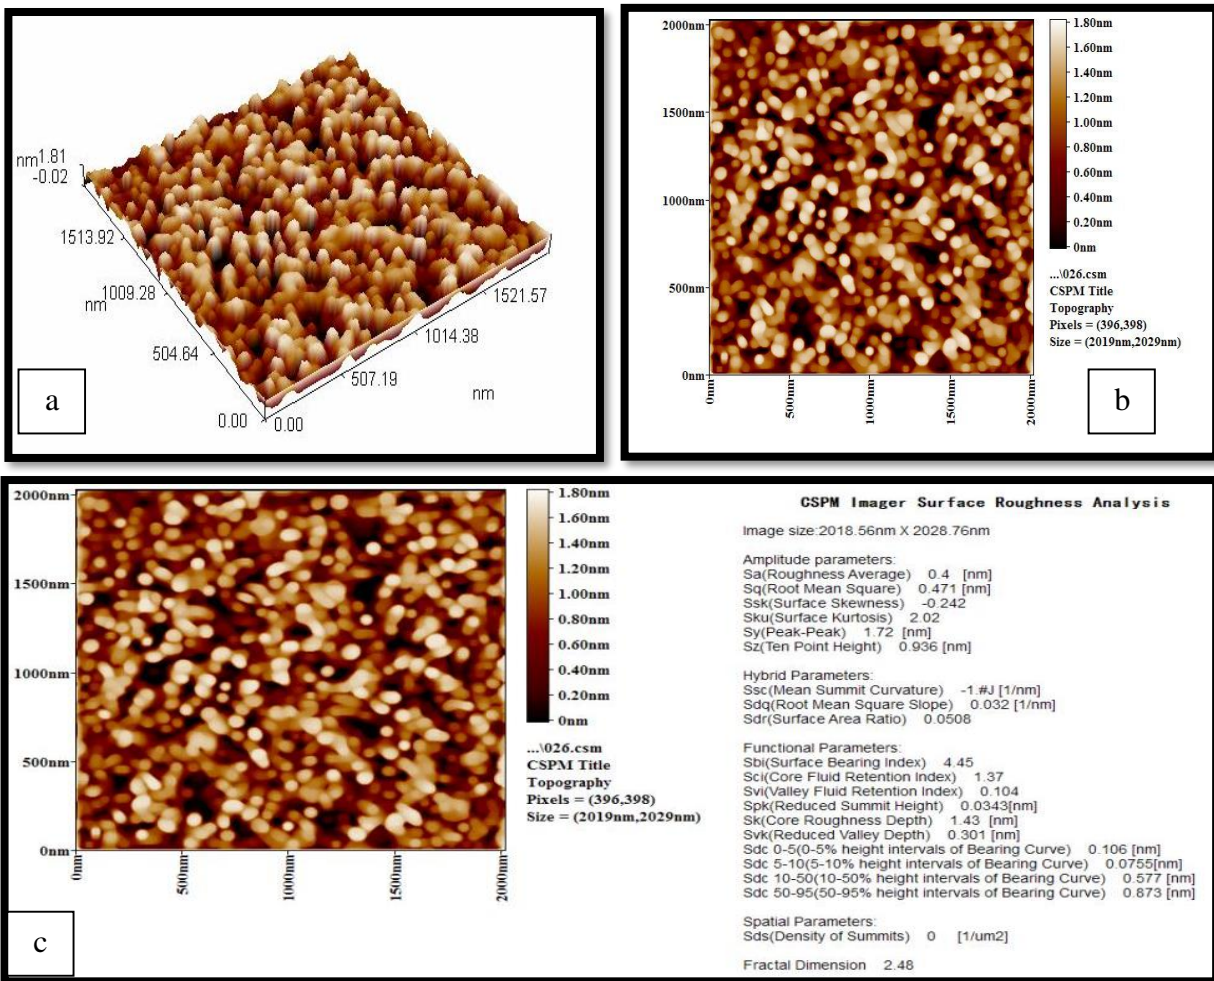 nm 1.81
-0.02
1513.92
1009.28
nm
504.64
0.00
0.00
507.19
1014.38
1521.57
nm
a
2000nm
1500nm
1000nm
500nm
0nm
0nm
500nm
1000nm
1500nm
2000nm
1.80nm
1.60nm
1.40nm
1.20nm
1.00nm
0.80nm
0.60nm
0.40nm
0.20nm
0nm
...\026.csm
CSPM Title
Topography
Pixels = (396,398)
Size = (2019nm,2029nm)
b
2000nm
1500nm
1000nm
500nm
0nm
0nm
500nm
1000nm
1500nm
2000nm
1.80nm
1.60nm
1.40nm
1.20nm
1.00nm
0.80nm
0.60nm
0.40nm
0.20nm
0nm
...\026.csm
CSPM Title
Topography
Pixels = (396,398)
Size = (2019nm,2029nm)
c
CSPM Imager Surface Roughness Analysis
Image size:2018.56nm X 2028.76nm
Amplitude parameters:
Sa(Roughness Average) 0.4 [nm]
Sq(Root Mean Square) 0.471 [nm]
Ssk(Surface Skewness) -0.242
Sku(Surface Kurtosis) 2.02
Sy(Peak-Peak) 1.72 [nm]
Sz(Ten Point Height) 0.936 [nm]
Hybrid Parameters:
Ssc(Mean Summit Curvature) -1.#J [1/nm]
Sdq(Root Mean Square Slope) 0.032 [1/nm]
Sdr(Surface Area Ratio) 0.0508
Functional Parameters:
Sbi(Surface Bearing Index) 4.45
Sci(Core Fluid Retention Index) 1.37
Svi(Valley Fluid Retention Index) 0.104
Spk(Reduced Summit Height) 0.0343[nm]
Sk(Core Roughness Depth) 1.43 [nm]
Svk(Reduced Valley Depth) 0.301 [nm]
Sdc 0-5(0-5% height intervals of Bearing Curve) 0.106 [nm]
Sdc 5-10(5-10% height intervals of Bearing Curve) 0.0755[nm]
Sdc 10-50(10-50% height intervals of Bearing Curve) 0.577 [nm]
Sdc 50-95(50-95% height intervals of Bearing Curve) 0.873 [nm]
Spatial Parameters:
Sds(Density of Summits) 0 [1/um2]
Fractal Dimension 2.48